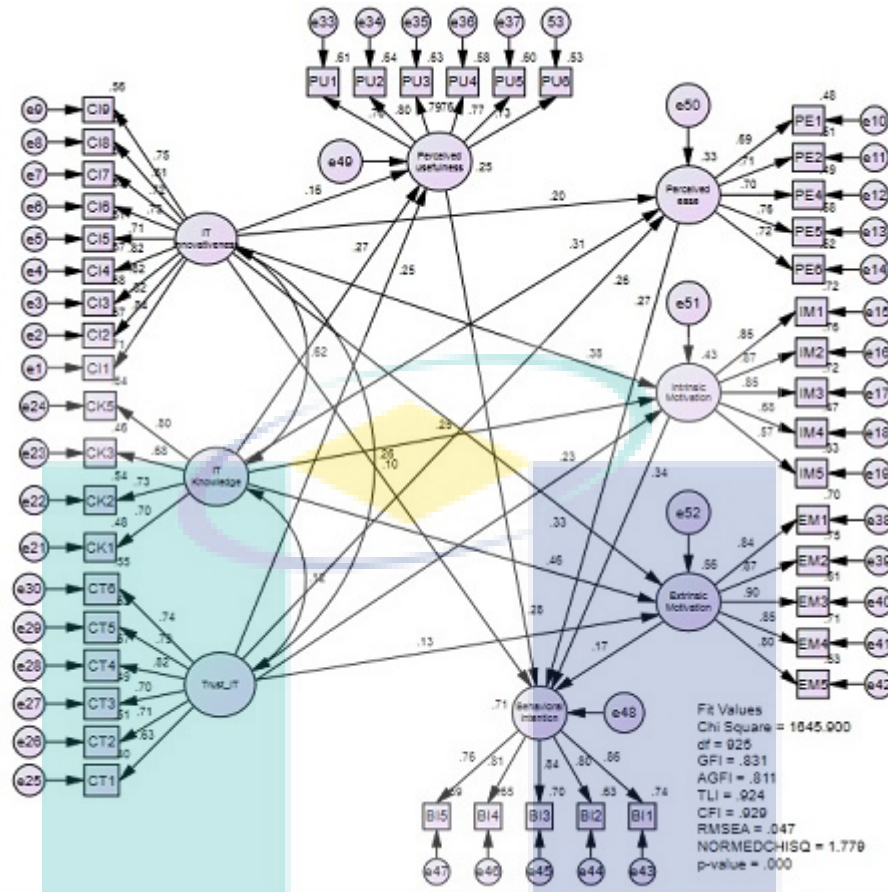 e33 e34 e35 e36 e37 53
.61 .64 .63 .58 .60 .53
PU1 PU2 PU3 PU4 PU5 PU6
.80 .79 .76 .77 .73
e49
Perceived
usefulness
.25
e50
.33
Perceived
ease
.48
PE1 e10
PE2 e11
PE4 e12
PE5 e13
PE6 e14
.69
.71
.70
.76
.72
.56
e9 CI9
e8 CI8
e7 CI7
e6 CI6
e5 CI5
e4 CI4
e3 CI3
e2 CI2
e1 CI1
.75
.71
.82
.82
IT
.16
.20
.27
.25
.31
.26
.27
.62
.38
e51
.43
Intrinsic
Motivation
.72
IM1 e15
IM2 e16
IM3 e17
IM4 e18
IM5 e19
.85
.87
.85
.68
.57
e24 CK5
e23 CK3
e22 CK2
e21 CK1
.80
.46
.68
.54
.73
.48
.70
.55
IT
Knowledge
.10
.23
.34
.33
.46
e52
.55
Extrinsic
Motivation
.70
EM1 e38
EM2 e39
EM3 e40
EM4 e41
EM5 e42
.84
.87
.90
.85
.80
.71
e30 CT6
e29 CT5
e28 CT4
e27 CT3
e26 CT2
e25 CT1
.74
.82
.70
.71
.63
Trust_IT
.13
.28
.17
.71
Behavioral
Intention
e48
.76 .81 .84 .80 .86
.70 .63 .74
BI5 BI4 BI3 BI2 BI1
e47 e46 e45 e44 e43
Fit Values
Chi Square = 1645.900
df = 925
GFI = .831
AGFI = .811
TLI = .924
CFI = .929
RMSEA = .047
NORMEDCHISQ = 1.779
p-value = .000